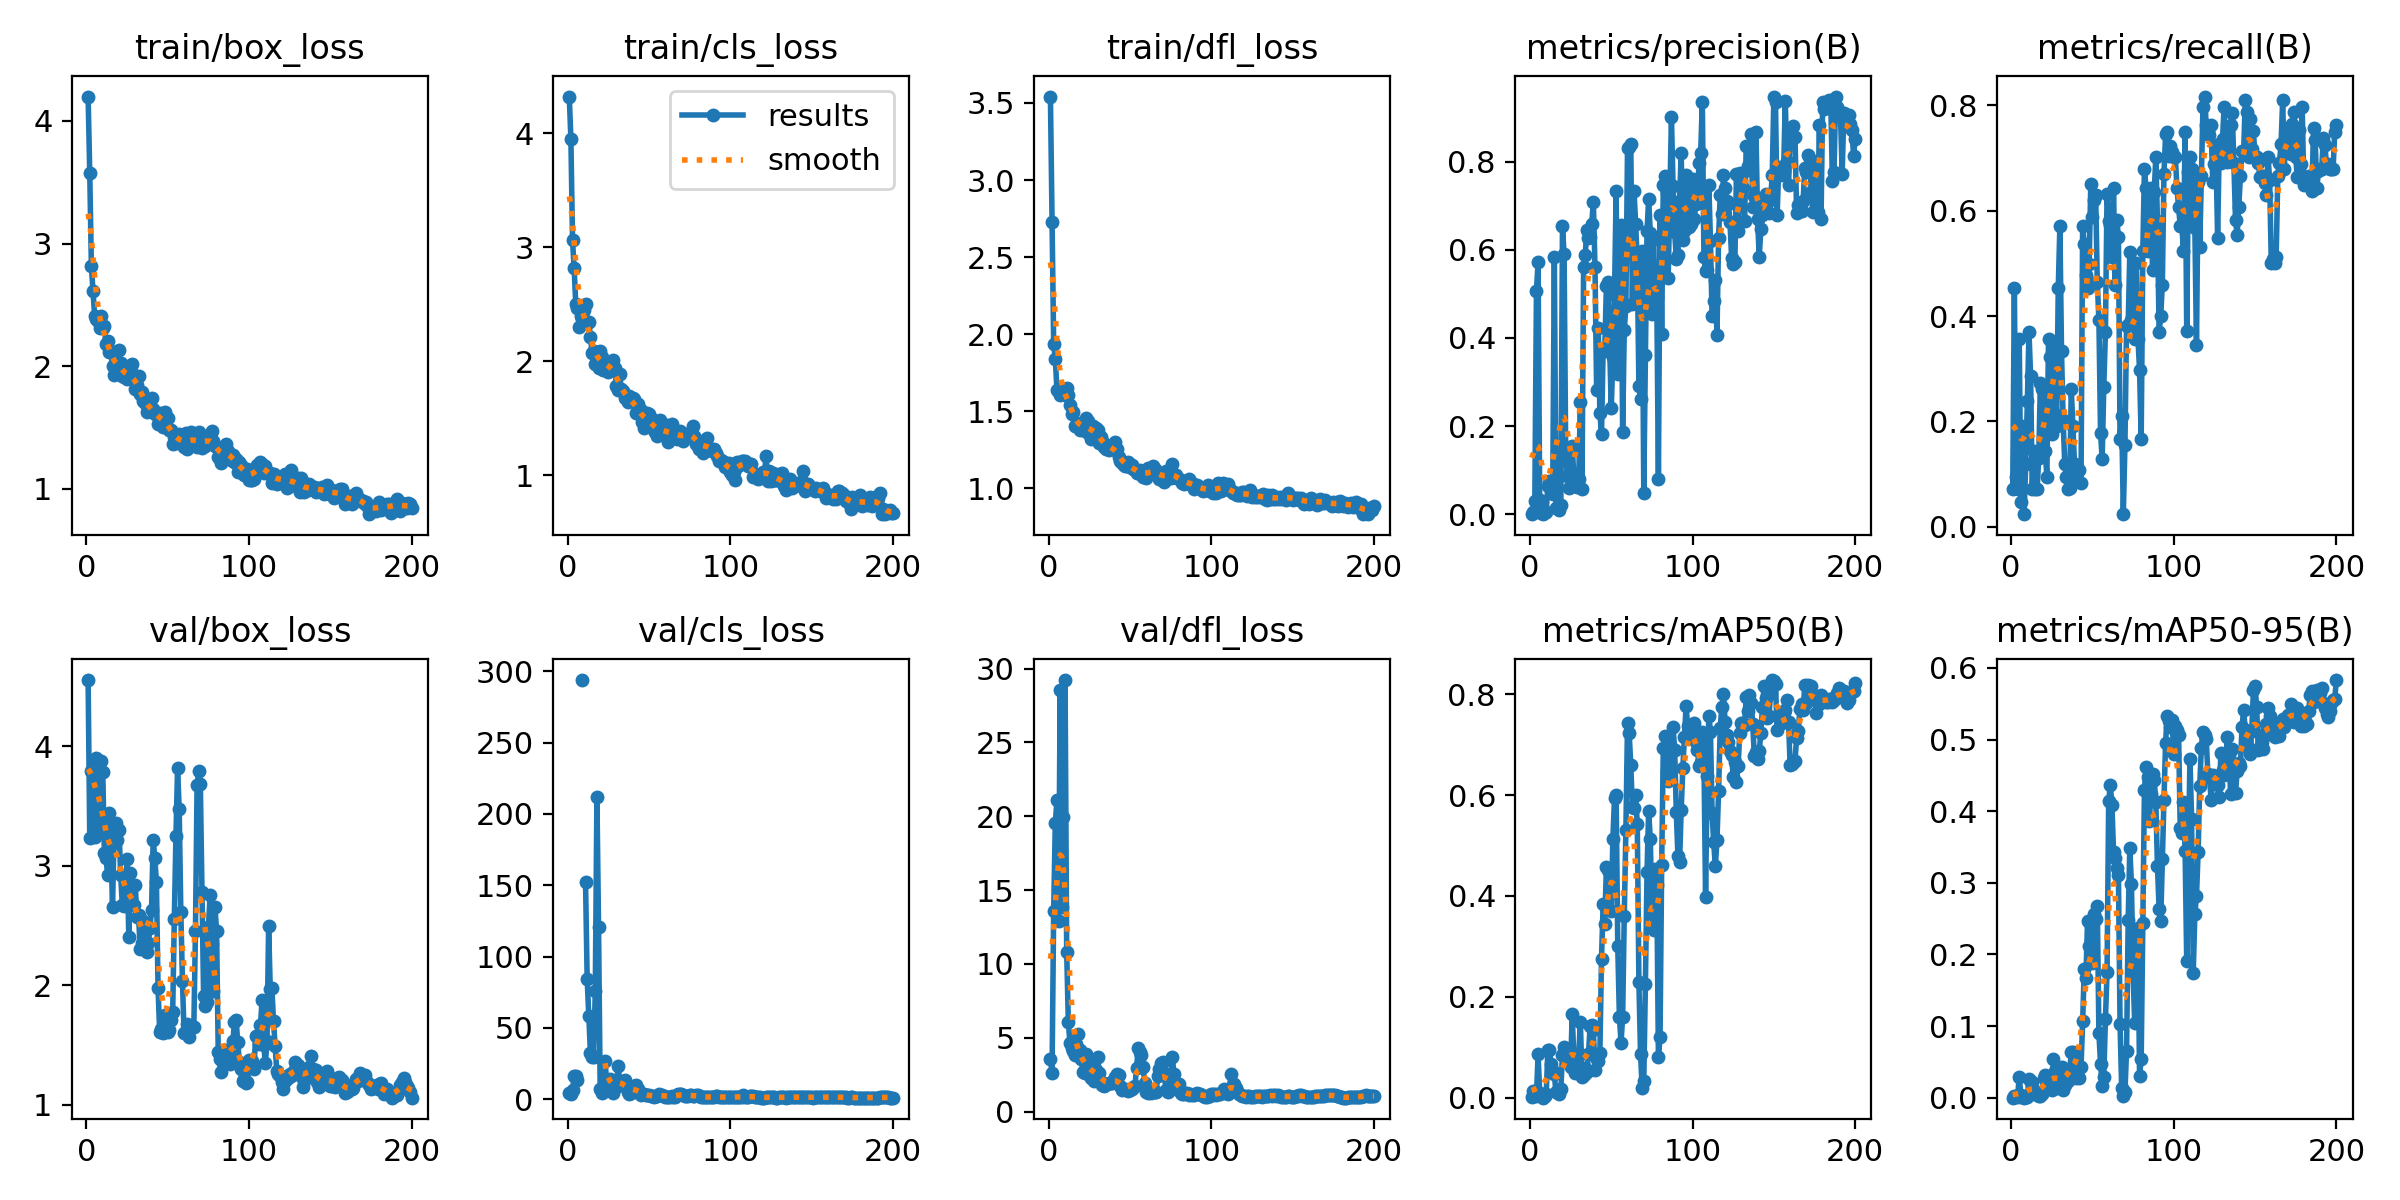 train/box_loss
train/cls_loss
train/dfl_loss
metrics/precision(B)
metrics/recall(B)
4
3
2
1
0 100 200
results
smooth
4
3
2
1
0 100 200
3.5
3.0
2.5
2.0
1.5
1.0
0 100 200
0.8
0.6
0.4
0.2
0.0
0 100 200
0.8
0.6
0.4
0.2
0.0
0 100 200
val/box_loss
val/cls_loss
val/dfl_loss
metrics/mAP50(B)
metrics/mAP50-95(B)
4
3
2
1
0 100 200
300
250
200
150
100
50
0
0 100 200
30
25
20
15
10
5
0
0 100 200
0.8
0.6
0.4
0.2
0.0
0 100 200
0.6
0.5
0.4
0.3
0.2
0.1
0.0
0 100 200